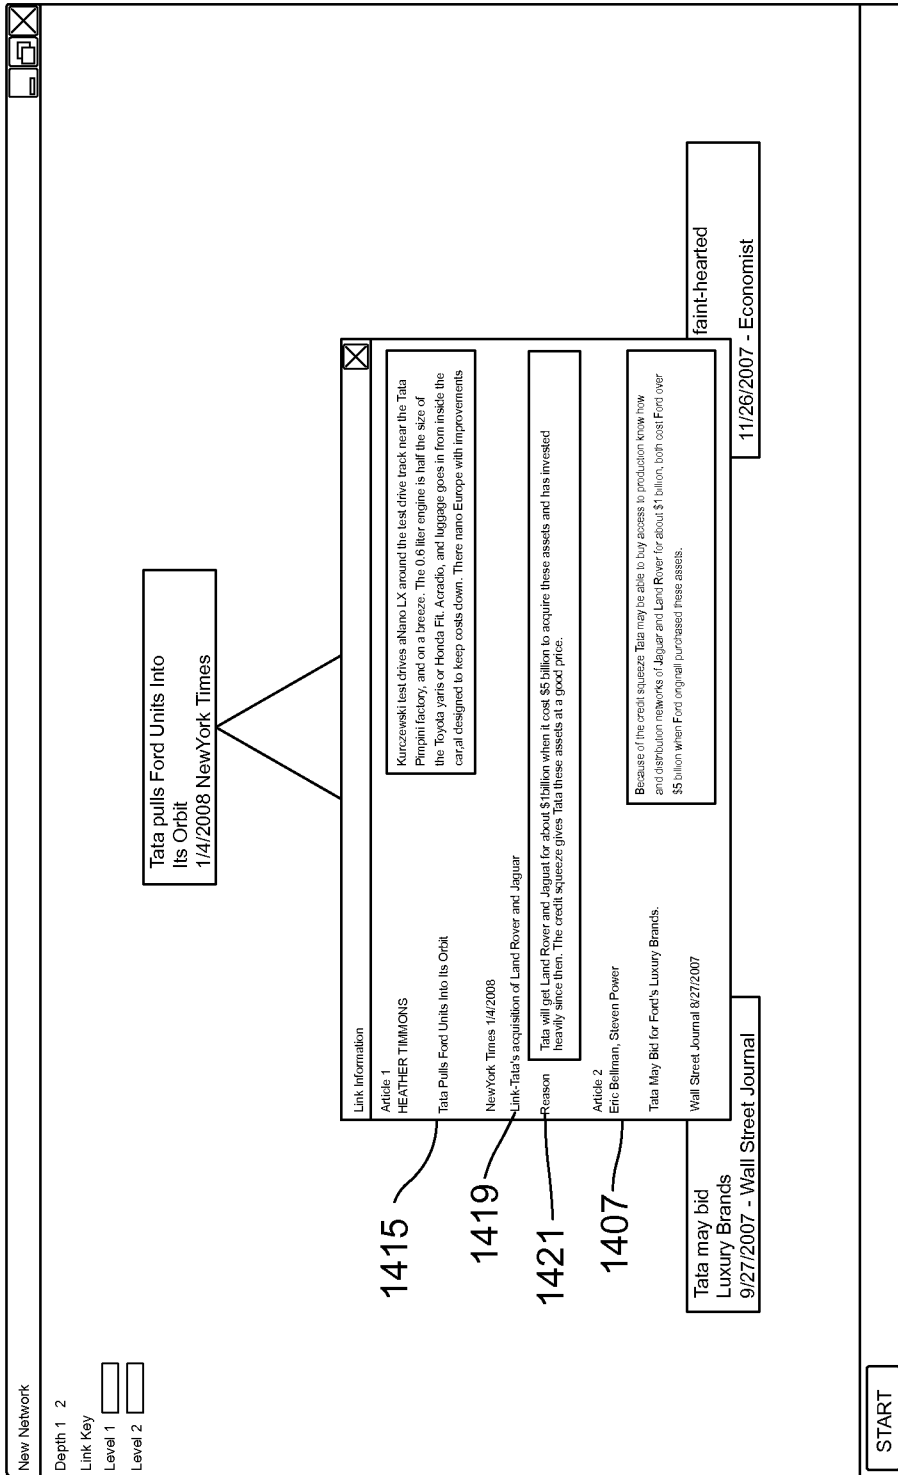 New Network
Depth 1 2
Link Key
Level 1
Level 2
Tata pulls Ford Units Into
Its Orbit
1/4/2008 NewYork Times
Link Information
Article 1
HEATHER TIMMONS
Tata Pulls Ford Units Into Its Orbit
NewYork Times 1/4/2008
Kurczewski test drives aNano LX around the test drive track near the Tata
Pimpini factory, and on a breeze. The 0.6 liter engine is half the size of
the Toyota yaris or Honda Fit. Acradio, and luggage goes in from inside the
car,al designed to keep costs down. There nano Europe with improvements
Link-Tata's acquisition of Land Rover and Jaguar
Reason
Tata will get Land Rover and Jaguat for about $1billion when it cost $5 billion to acquire these assets and has invested
heavily since then. The credit squeeze gives Tata these assets at a good price.
Article 2
Eric Bellman, Steven Power
Tata May Bid for Ford's Luxury Brands.
Wall Street Journal 8/27/2007
Because of the credit squeeze Tata may be able to buy access to production know how
and distribution networks of Jaguar and Land Rover for about $1 billion, both cost Ford over
$5 billion when Ford originall purchased these assets.
1415
1419
1421
1407
Tata may bid
Luxury Brands
9/27/2007 - Wall Street Journal
faint-hearted
11/26/2007 - Economist
START